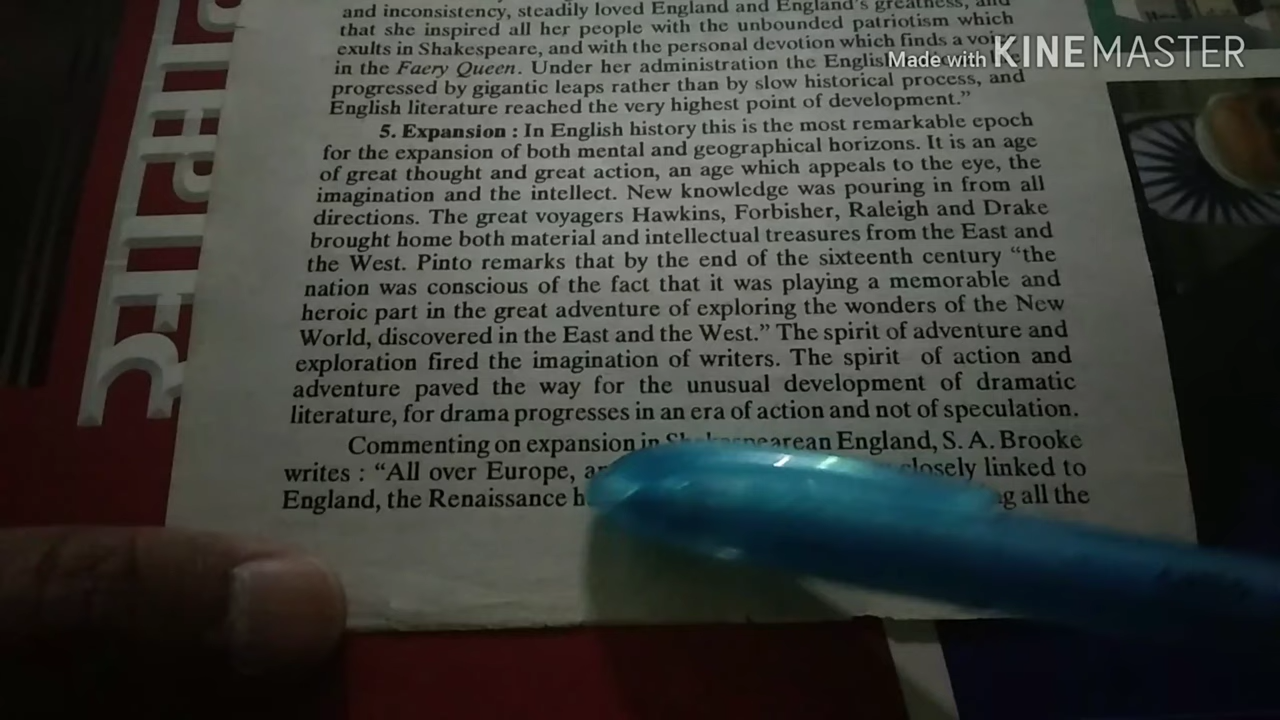 and inconsistency, steadily loved England and England's greatness, and
that she inspired all her people with the unbounded patriotism which
exults in Shakespeare, and with the personal devotion which finds a voice
in the Faery Queen. Under her administration the English
progressed by gigantic leaps rather than by slow historical process, and
English literature reached the very highest point of development.”
5. Expansion : In English history this is the most remarkable epoch
for the expansion of both mental and geographical horizons. It is an age
of great thought and great action, an age which appeals to the eye, the
imagination and the intellect. New knowledge was pouring in from all
directions. The great voyagers Hawkins, Forbisher, Raleigh and Drake
brought home both material and intellectual treasures from the East and
the West. Pinto remarks that by the end of the sixteenth century “the
nation was conscious of the fact that it was playing a memorable and
heroic part in the great adventure of exploring the wonders of the New
World, discovered in the East and the West.” The spirit of adventure and
exploration fired the imagination of writers. The spirit of action and
adventure paved the way for the unusual development of dramatic
literature, for drama progresses in an era of action and not of speculation.
Commenting on expansion in Shakespearean England, S. A. Brooke
writes : “All over Europe, closely linked to
England, the Renaissance all the
Made with KINEMASTER